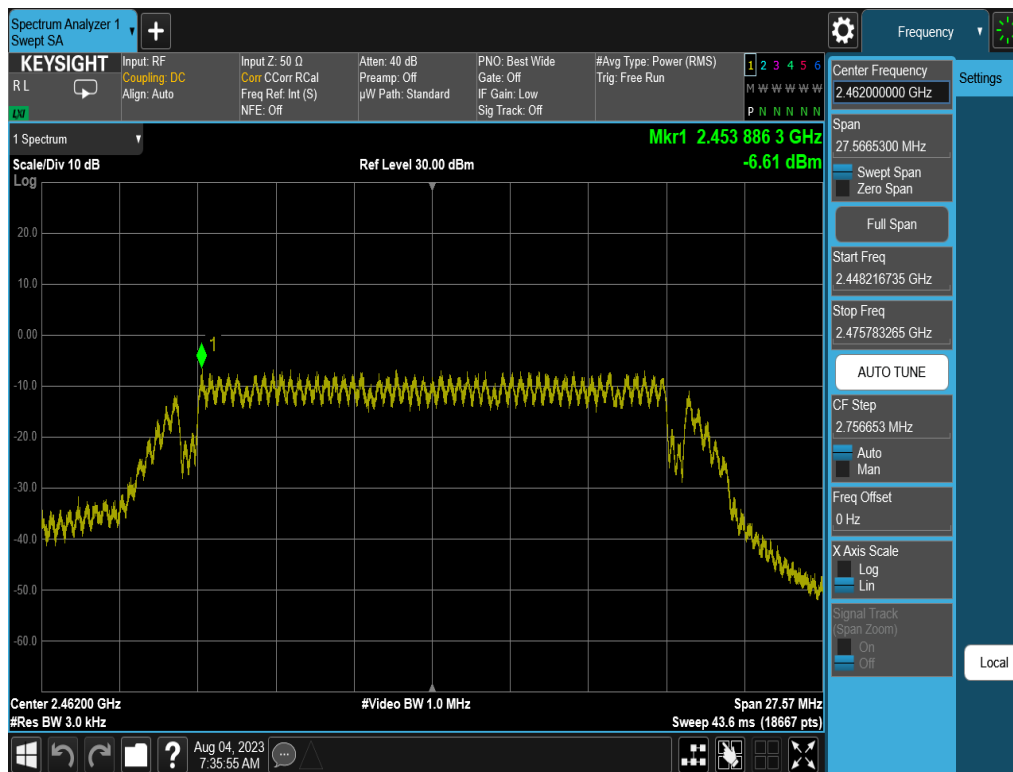 Spectrum Analyzer 1
Swept SA
+
Frequency
KEYSIGHT
R L
LXI
Input: RF
Coupling: DC
Align: Auto
Input Z: 50 Ω
Corr CCorr RCal
Freq Ref: Int (S)
NFE: Off
Atten: 40 dB
Preamp: Off
µW Path: Standard
PNO: Best Wide
Gate: Off
IF Gain: Low
Sig Track: Off
#Avg Type: Power (RMS)
Trig: Free Run
1 2 3 4 5 6
M W W W W W
P N N N N N
1 Spectrum
Mkr1 2.453 886 3 GHz
Scale/Div 10 dB
Ref Level 30.00 dBm
-6.61 dBm
Log
20.0
10.0
0.00
-10.0
-20.0
-30.0
-40.0
-50.0
-60.0
1
Center 2.46200 GHz
#Video BW 1.0 MHz
Span 27.57 MHz
#Res BW 3.0 kHz
Sweep 43.6 ms (18667 pts)
Center Frequency
2.462000000 GHz
Settings
Span
27.5665300 MHz
Swept Span
Zero Span
Full Span
Start Freq
2.448216735 GHz
Stop Freq
2.475783265 GHz
AUTO TUNE
CF Step
2.756653 MHz
Auto
Man
Freq Offset
0 Hz
X Axis Scale
Log
Lin
Signal Track
(Span Zoom)
On
Off
Local
?
Aug 04, 2023
7:35:55 AM